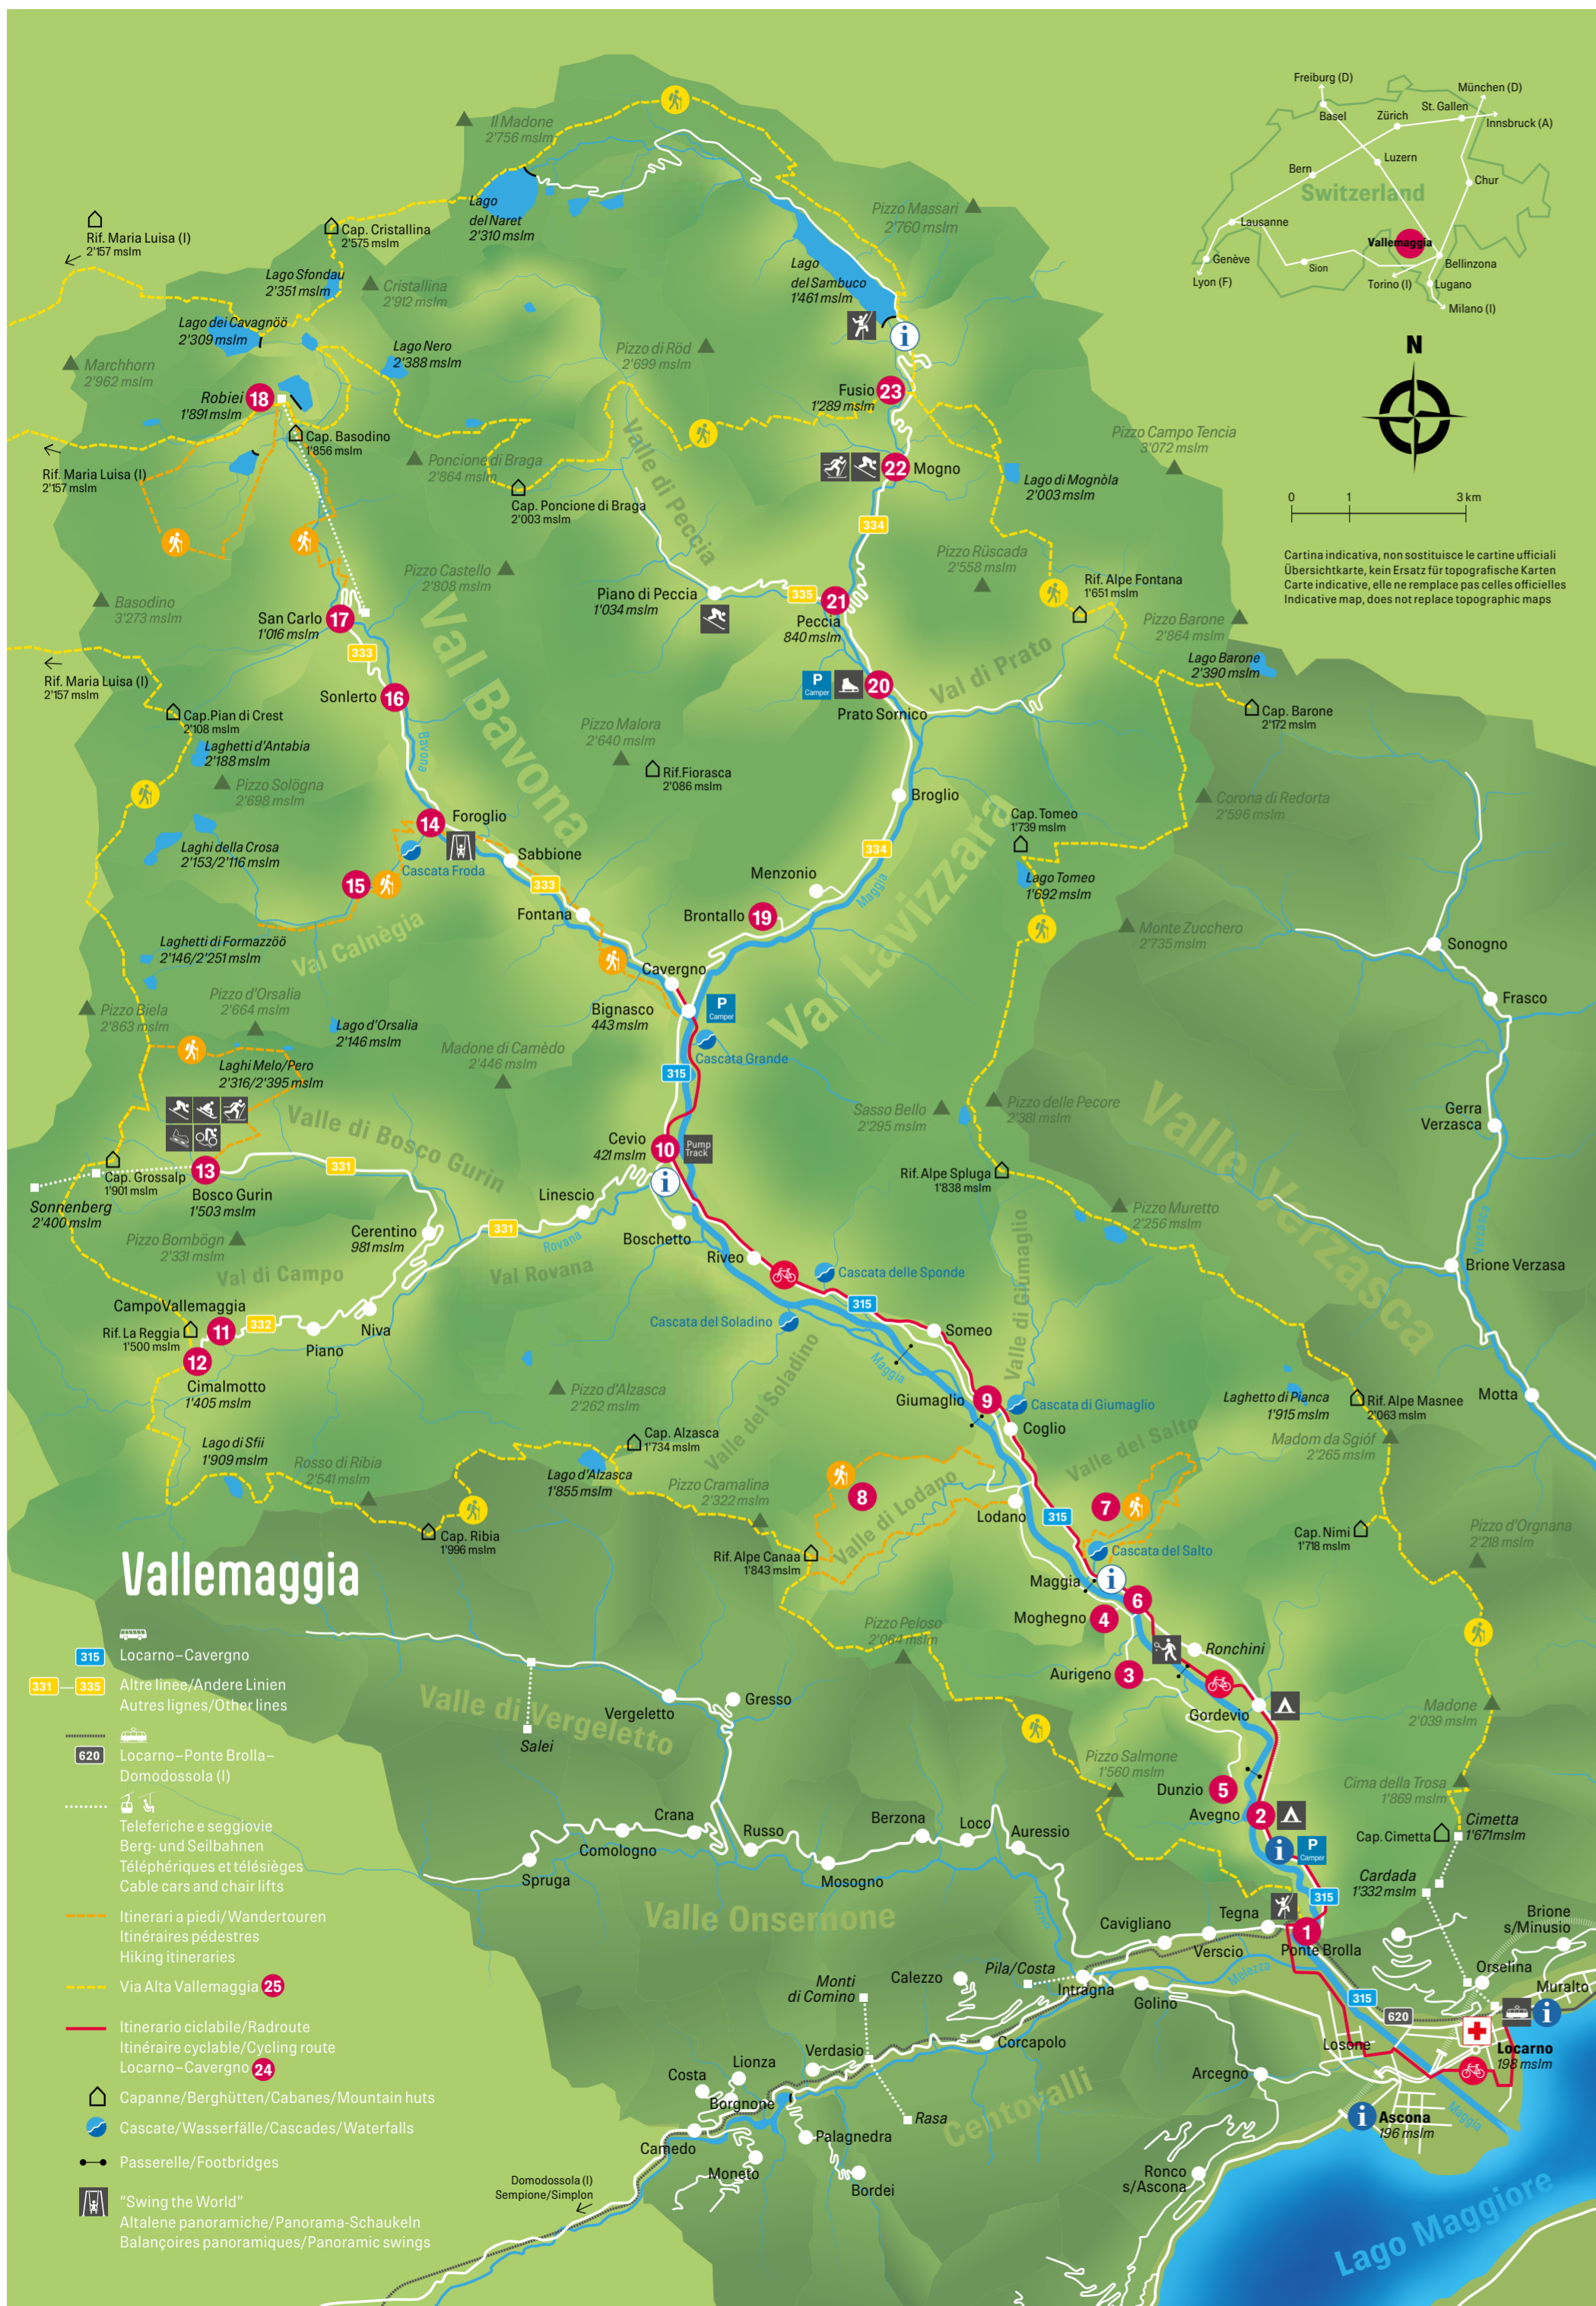 Freiburg (D)
München (D)
Basel
Zürich
St. Gallen
Innsbruck (A)
Luzern
Bern
Chur
Switzerland
Lausanne
Vallemaggia
Genève
Sion
Bellinzona
Lyon (F)
Torino (I)
Lugano
Milano (I)
N
0 1 3 km
Cartina indicativa, non sostituisce le cartine ufficiali
Übersichtkarte, kein Ersatz für topografische Karten
Carte indicative, elle ne remplace pas celles officielles
Indicative map, does not replace topographic maps
Il Madone
2'756 mslm
Lago
del Naret
2'310 mslm
Pizzo Massari
2'760 mslm
Rif. Maria Luisa (I)
2'157 mslm
Cap. Cristallina
2'575 mslm
Lago Sfondau
2'351 mslm
Cristallina
2'912 mslm
Lago
del Sambuco
1'461 mslm
i
Lago dei Cavagnöö
2'309 mslm
Lago Nero
2'388 mslm
Pizzo di Röd
2'699 mslm
Marchhorn
2'962 mslm
Robiei
1'891 mslm
18
Fusio
1'289 mslm
23
Cap. Basodino
1'856 mslm
Poncione di Braga
2'864 mslm
Valle di Peccia
22
Mogno
Pizzo Campo Tencia
3'072 mslm
Rif. Maria Luisa (I)
2'157 mslm
Cap. Poncione di Braga
2'003 mslm
Lago di Mognòla
2'003 mslm
334
Pizzo Castello
2'808 mslm
Pizzo Rüscada
2'558 mslm
Rif. Alpe Fontana
1'651 mslm
Basodino
3'273 mslm
Piano di Peccia
1'034 mslm
335
21
Peccia
840 mslm
San Carlo
1'016 mslm
17
333
Pizzo Barone
2'864 mslm
Lago Barone
2'390 mslm
Rif. Maria Luisa (I)
2'157 mslm
Val Bavona
Val di Prato
P
Camper
20
Prato Sornico
Sonlerto
16
Cap.Pian di Crest
2'108 mslm
Cap. Barone
2'172 mslm
Laghetti d'Antabia
2'188 mslm
Bavona
Pizzo Malora
2'640 mslm
Rif.Fiorasca
2'086 mslm
Pizzo Solögna
2'698 mslm
Broglio
Corona di Redorta
2'596 mslm
14
Foroglio
Cap. Tomeo
1'739 mslm
Laghi della Crosa
2'153/2'116 mslm
Cascata Froda
Sabbione
334
Lago Tomeo
1'692 mslm
15
333
Menzonio
Maggia
Val Lavizzara
Fontana
Brontallo
19
Val Calnègia
Monte Zucchero
2'735 mslm
Sonogno
Laghetti di Formazzöö
2'146/2'251 mslm
Cavergno
Frasco
Pizzo Biela
2'863 mslm
Pizzo d'Orsalia
2'664 mslm
Bignasco
443 mslm
P
Camper
Lago d'Orsalia
2'146 mslm
Cascata Grande
Madone di Camèdo
2'446 mslm
Laghi Melo/Pero
2'316/2'395 mslm
315
Sasso Bello
2'295 mslm
Pizzo delle Pecore
2'381 mslm
Gerra
Verzasca
Valle di Bosco Gurin
Valle Verzasca
Cevio
421 mslm
10
Pump
Track
Cap. Grossalp
1'901 mslm
13
Bosco Gurin
1'503 mslm
331
i
Rif. Alpe Spluga
1'838 mslm
Sonnenberg
2'400 mslm
Linescio
Pizzo Muretto
2'256 mslm
Cerentino
981 mslm
331
Rovana
Boschetto
Pizzo Bombögn
2'331 mslm
Riveo
Verzasca
Brione Verzasa
Val di Campo
Val Rovana
Cascata delle Sponde
Valle di Giumaglio
CampoVallemaggia
Rif. La Reggia
1'500 mslm
11
332
Niva
Piano
Cascata del Soladino
315
Someo
12
Cimalmotto
1'405 mslm
Maggia
Pizzo d'Alzasca
2'262 mslm
Valle del Soladino
Giumaglio
9
Cascata di Giumaglio
Coglio
Laghetto di Pianca
1'915 mslm
Rif. Alpe Masnee
2'063 mslm
Motta
Lago di Sfii
1'909 mslm
Rosso di Ribia
2'541 mslm
Cap. Alzasca
1'734 mslm
Lago d'Alzasca
1'855 mslm
Pizzo Cramalina
2'322 mslm
Valle del Salto
Madom da Sgióf
2'265 mslm
8
Valle di Lodano
Lodano
315
7
Cap. Ribia
1'996 mslm
Rif. Alpe Canaa
1'843 mslm
Cascata del Salto
Cap. Nimi
1'718 mslm
Pizzo d'Orgnana
2'218 mslm
Maggia
i
6
Moghegno
4
Pizzo Peloso
2'064 mslm
Ronchini
Aurigeno
3
Gordevio
Madone
2'039 mslm
Valle di Vergeletto
Vergeletto
Gresso
Salei
Pizzo Salmone
1'560 mslm
Dunzio
5
Avegno
2
Cima della Trosa
1'869 mslm
Cimetta
1'671mslm
Cap. Cimetta
i
P
Camper
Crana
Comologno
Russo
Berzona
Loco
Auressio
Spruga
Mosogno
Cardada
1'332 mslm
315
Valle Onsernone
Cavigliano
Tegna
Verscio
1
Ponte Brolla
Brione
s/Minusio
Orselina
Muralto
Monti
di Comino
Calezzo
Pila/Costa
Intragna
Melezza
Golino
315
620
i
Locarno
198 mslm
Losone
Verdasio
Corcapolo
Costa
Lionza
Borgnone
Arcegno
Rasa
Centovalli
Camedo
Palagnedra
i
Ascona
196 mslm
Maggia
Moneto
Bordei
Ronco
s/Ascona
Domodossola (I)
Sempione/Simplon
Lago Maggiore
Vallemaggia
315
Locarno–Cavergno
331 — 335
Altre linee/Andere Linien
Autres lignes/Other lines
620
Locarno–Ponte Brolla–
Domodossola (I)
Teleferiche e seggiovie
Berg- und Seilbahnen
Téléphériques et télésièges
Cable cars and chair lifts
Itinerari a piedi/Wandertouren
Itinéraires pédestres
Hiking itineraries
Via Alta Vallemaggia 25
Itinerario ciclabile/Radroute
Itinéraire cyclable/Cycling route
Locarno–Cavergno 24
Capanne/Berghütten/Cabanes/Mountain huts
Cascate/Wasserfälle/Cascades/Waterfalls
Passerelle/Footbridges
"Swing the World"
Altalene panoramiche/Panorama-Schaukeln
Balançoires panoramiques/Panoramic swings